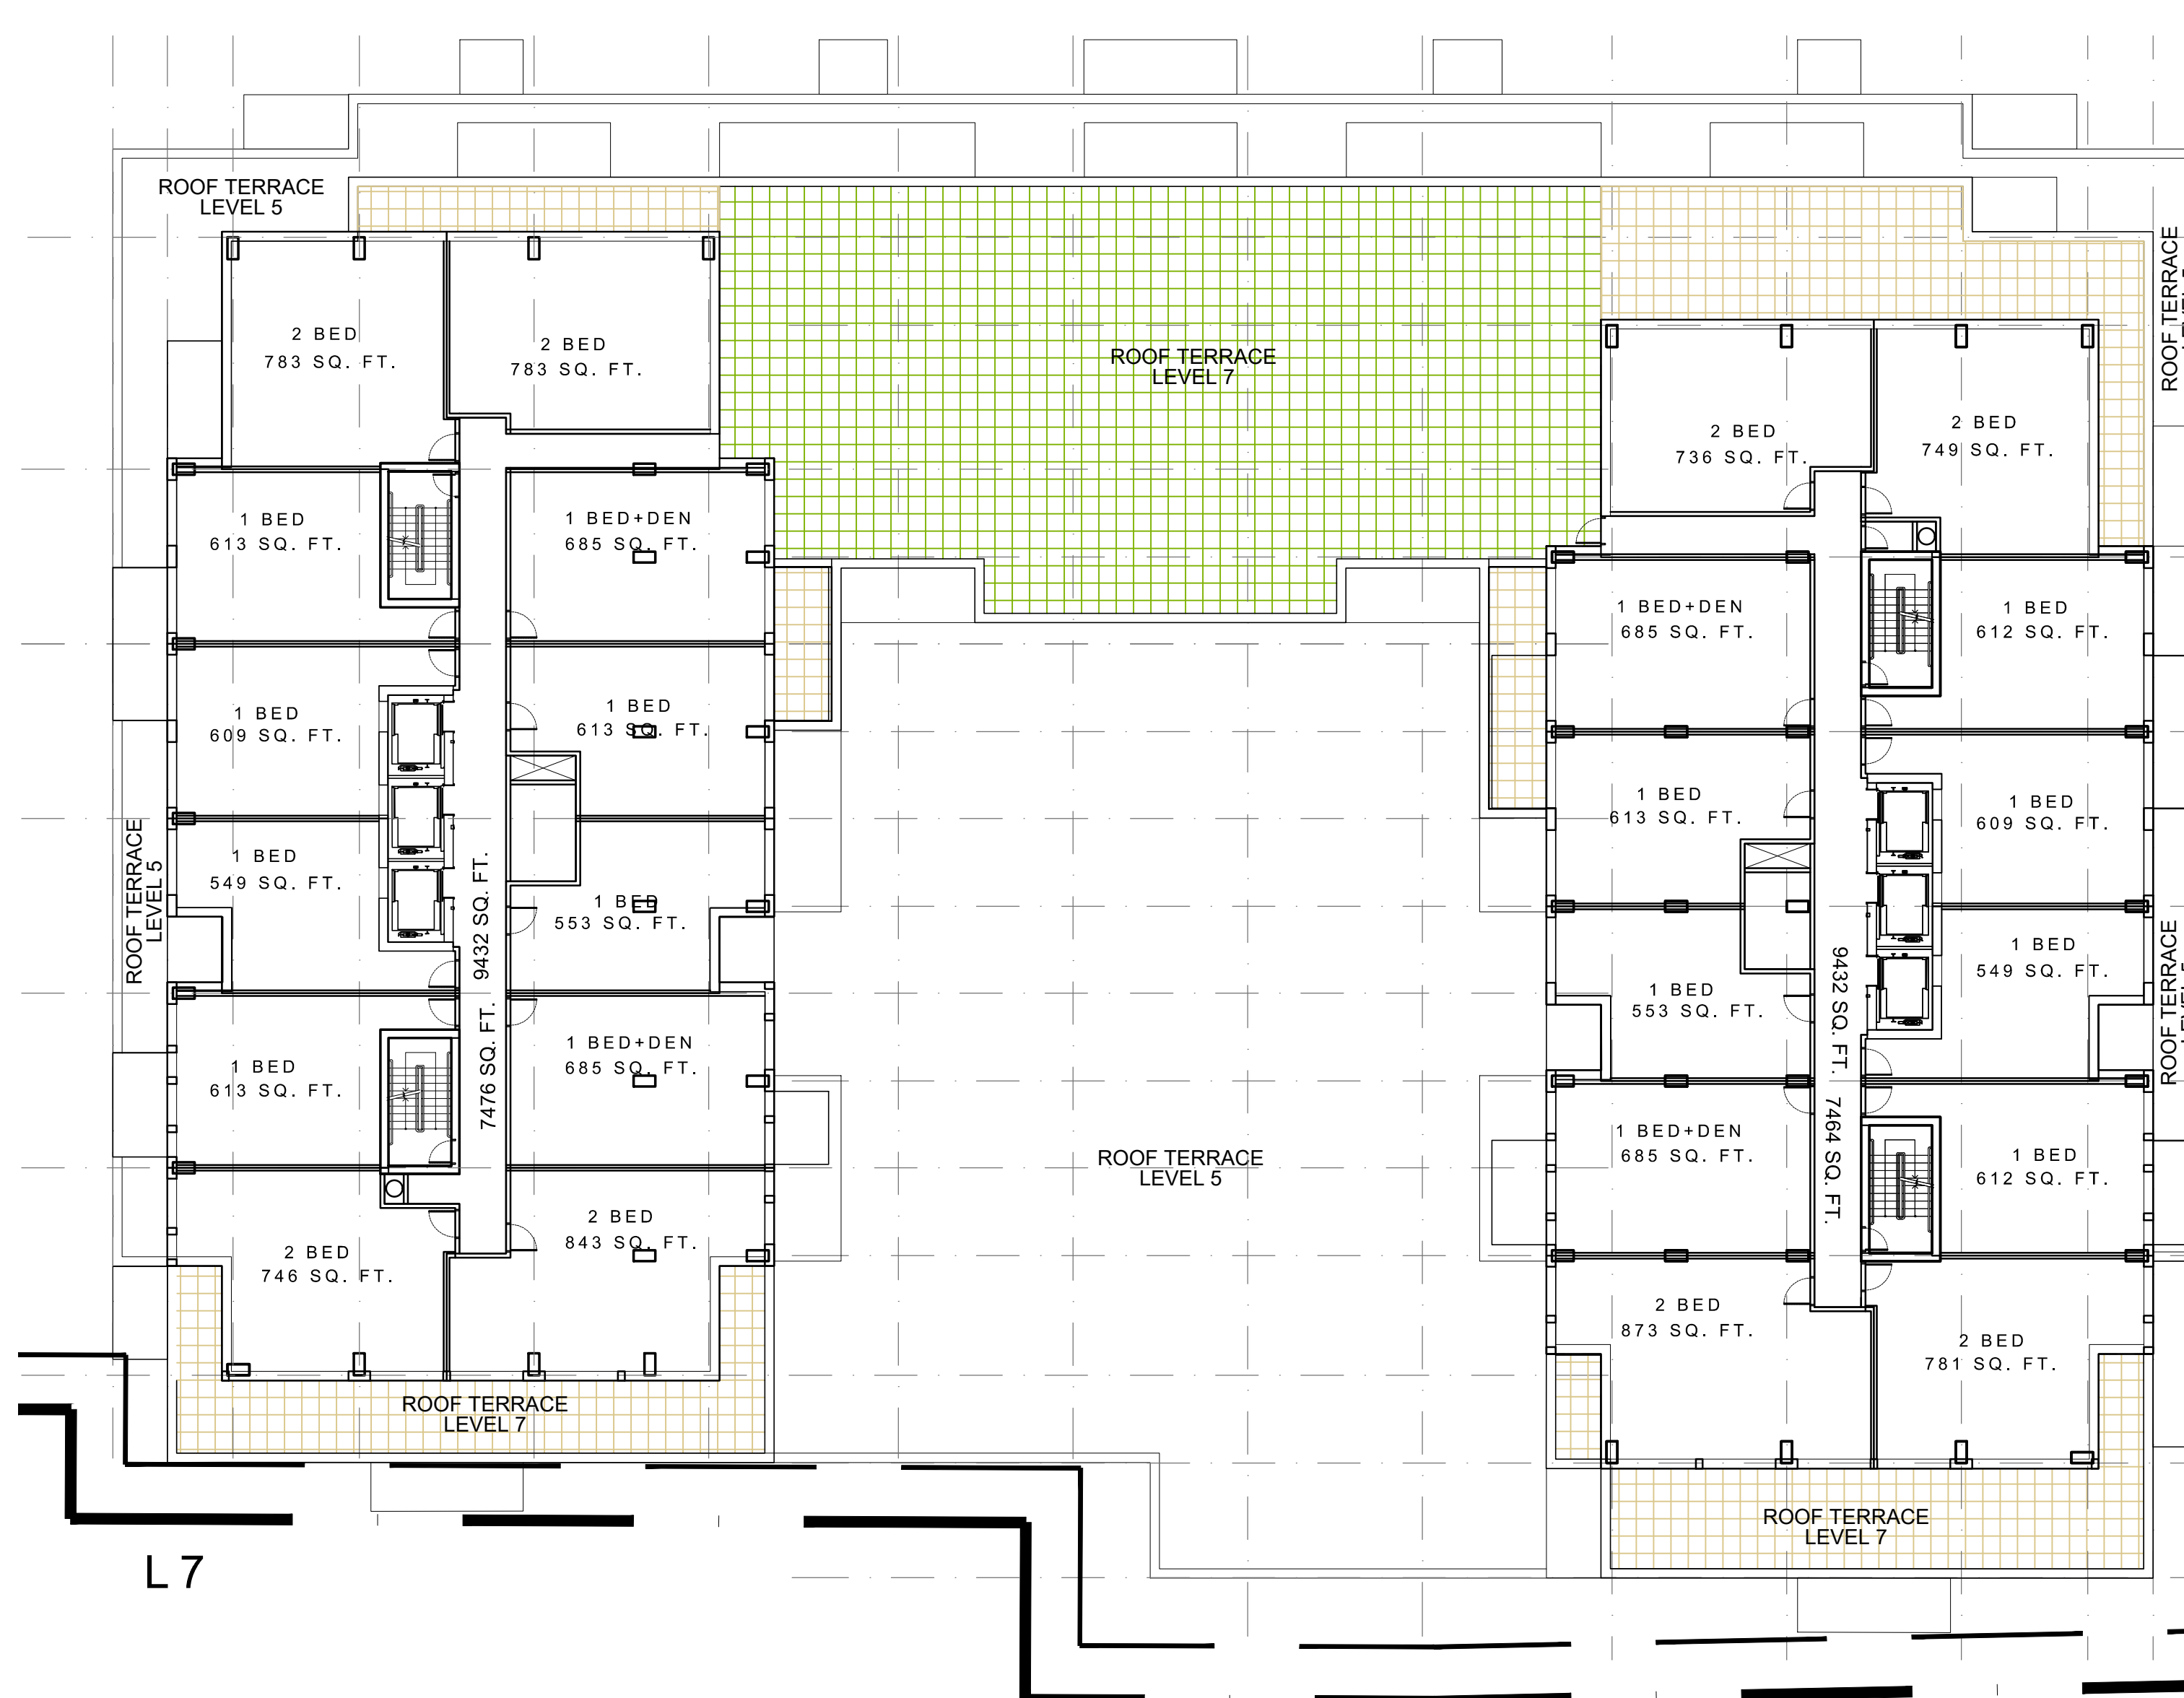 ROOF TERRACE
LEVEL 5
2 BED
783 SQ. FT.
2 BED
783 SQ. FT.
ROOF TERRACE
LEVEL 7
2 BED
736 SQ. FT.
2 BED
749 SQ. FT.
ROOF TERRACE
1 BED
613 SQ. FT.
1 BED+DEN
685 SQ. FT.
1 BED+DEN
685 SQ. FT.
1 BED
612 SQ. FT.
1 BED
609 SQ. FT.
1 BED
613 SQ. FT.
1 BED
613 SQ. FT.
1 BED
609 SQ. FT.
ROOF TERRACE
LEVEL 5
1 BED
549 SQ. FT.
9432 SQ. FT.
7476 SQ. FT.
1 BED
553 SQ. FT.
1 BED
553 SQ. FT.
9432 SQ. FT.
7464 SQ. FT.
1 BED
549 SQ. FT.
ROOF TERRACE
1 BED
613 SQ. FT.
1 BED+DEN
685 SQ. FT.
ROOF TERRACE
LEVEL 5
1 BED+DEN
685 SQ. FT.
1 BED
612 SQ. FT.
2 BED
746 SQ. FT.
2 BED
843 SQ. FT.
2 BED
873 SQ. FT.
2 BED
781 SQ. FT.
ROOF TERRACE
LEVEL 7
ROOF TERRACE
LEVEL 7
L 7